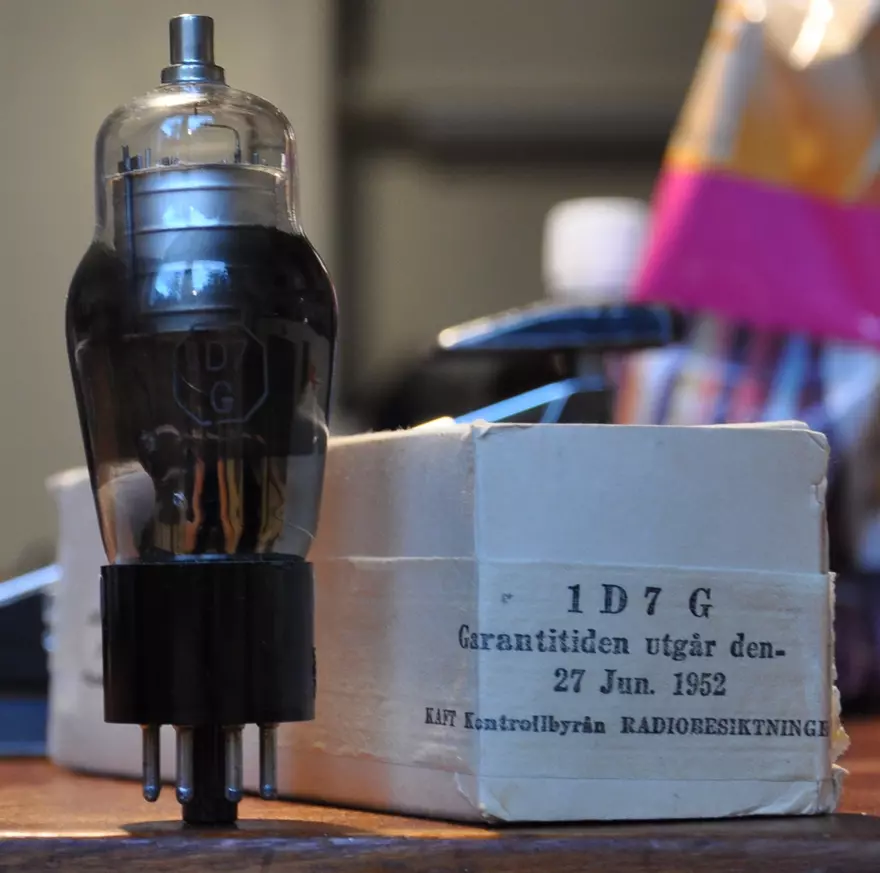 1D7
G
1 D 7 G
Garantitiden utgår den-
27 Jun. 1952
KAFT Kontrollbyrån RADIOBESIKTNINGE